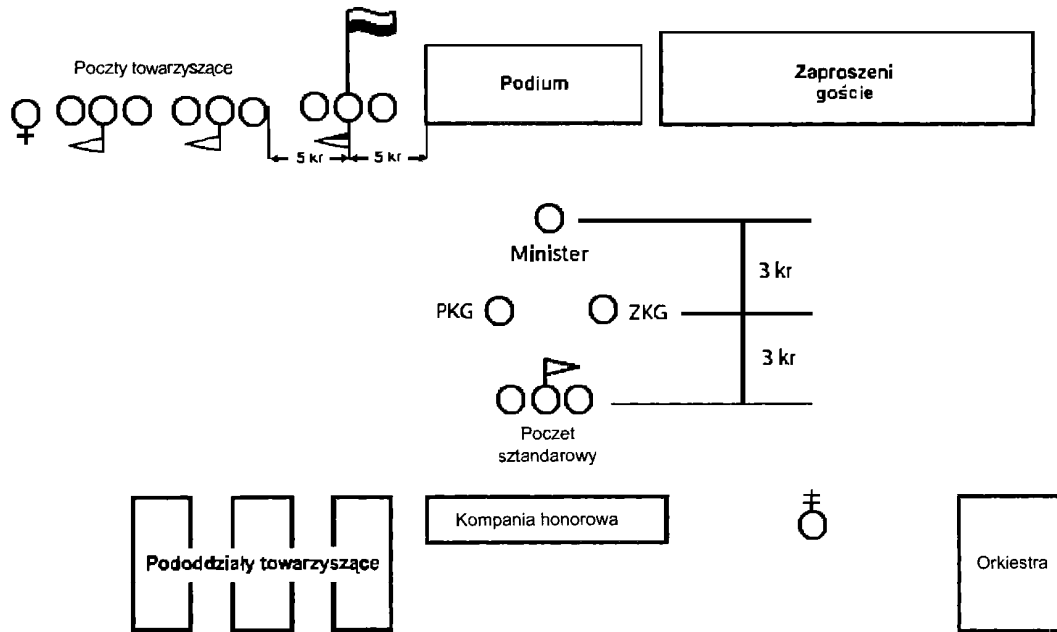 Poczty towarzyszące
Podium
Zaproszeni
goście
5 kr
5 kr
Minister
3 kr
PKG
ZKG
3 kr
Poczet
sztandarowy
Kompania honorowa
Pododdziały towarzyszące
Orkiestra